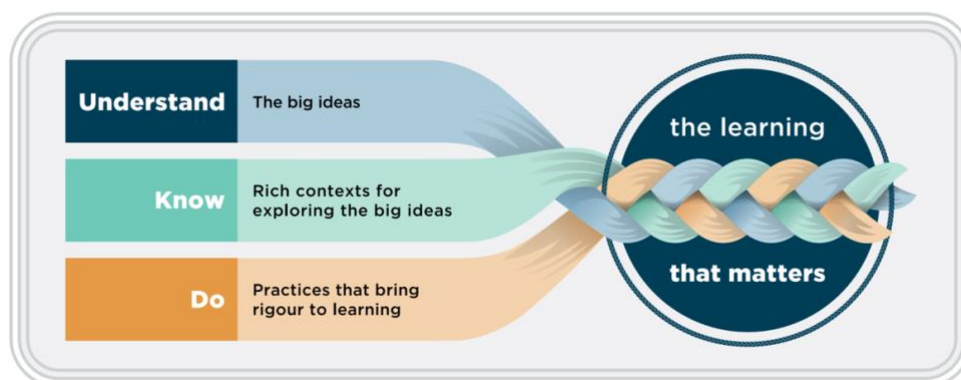 Understand
The big ideas
Know
Rich contexts for
exploring the big ideas
Do
Practices that bring
rigour to learning
the learning
that matters